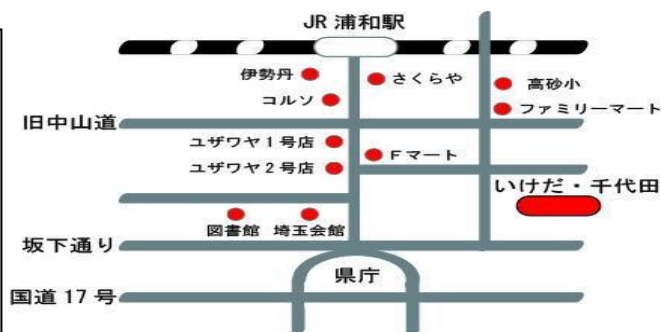 JR 浦和駅
伊勢丹
さくらや
高砂小
コルソ
ファミリーマート
旧中山道
ユザワヤ1号店
Fマート
ユザワヤ2号店
いけだ・千代田
図書館
埼玉会館
坂下通り
県庁
国道 17 号